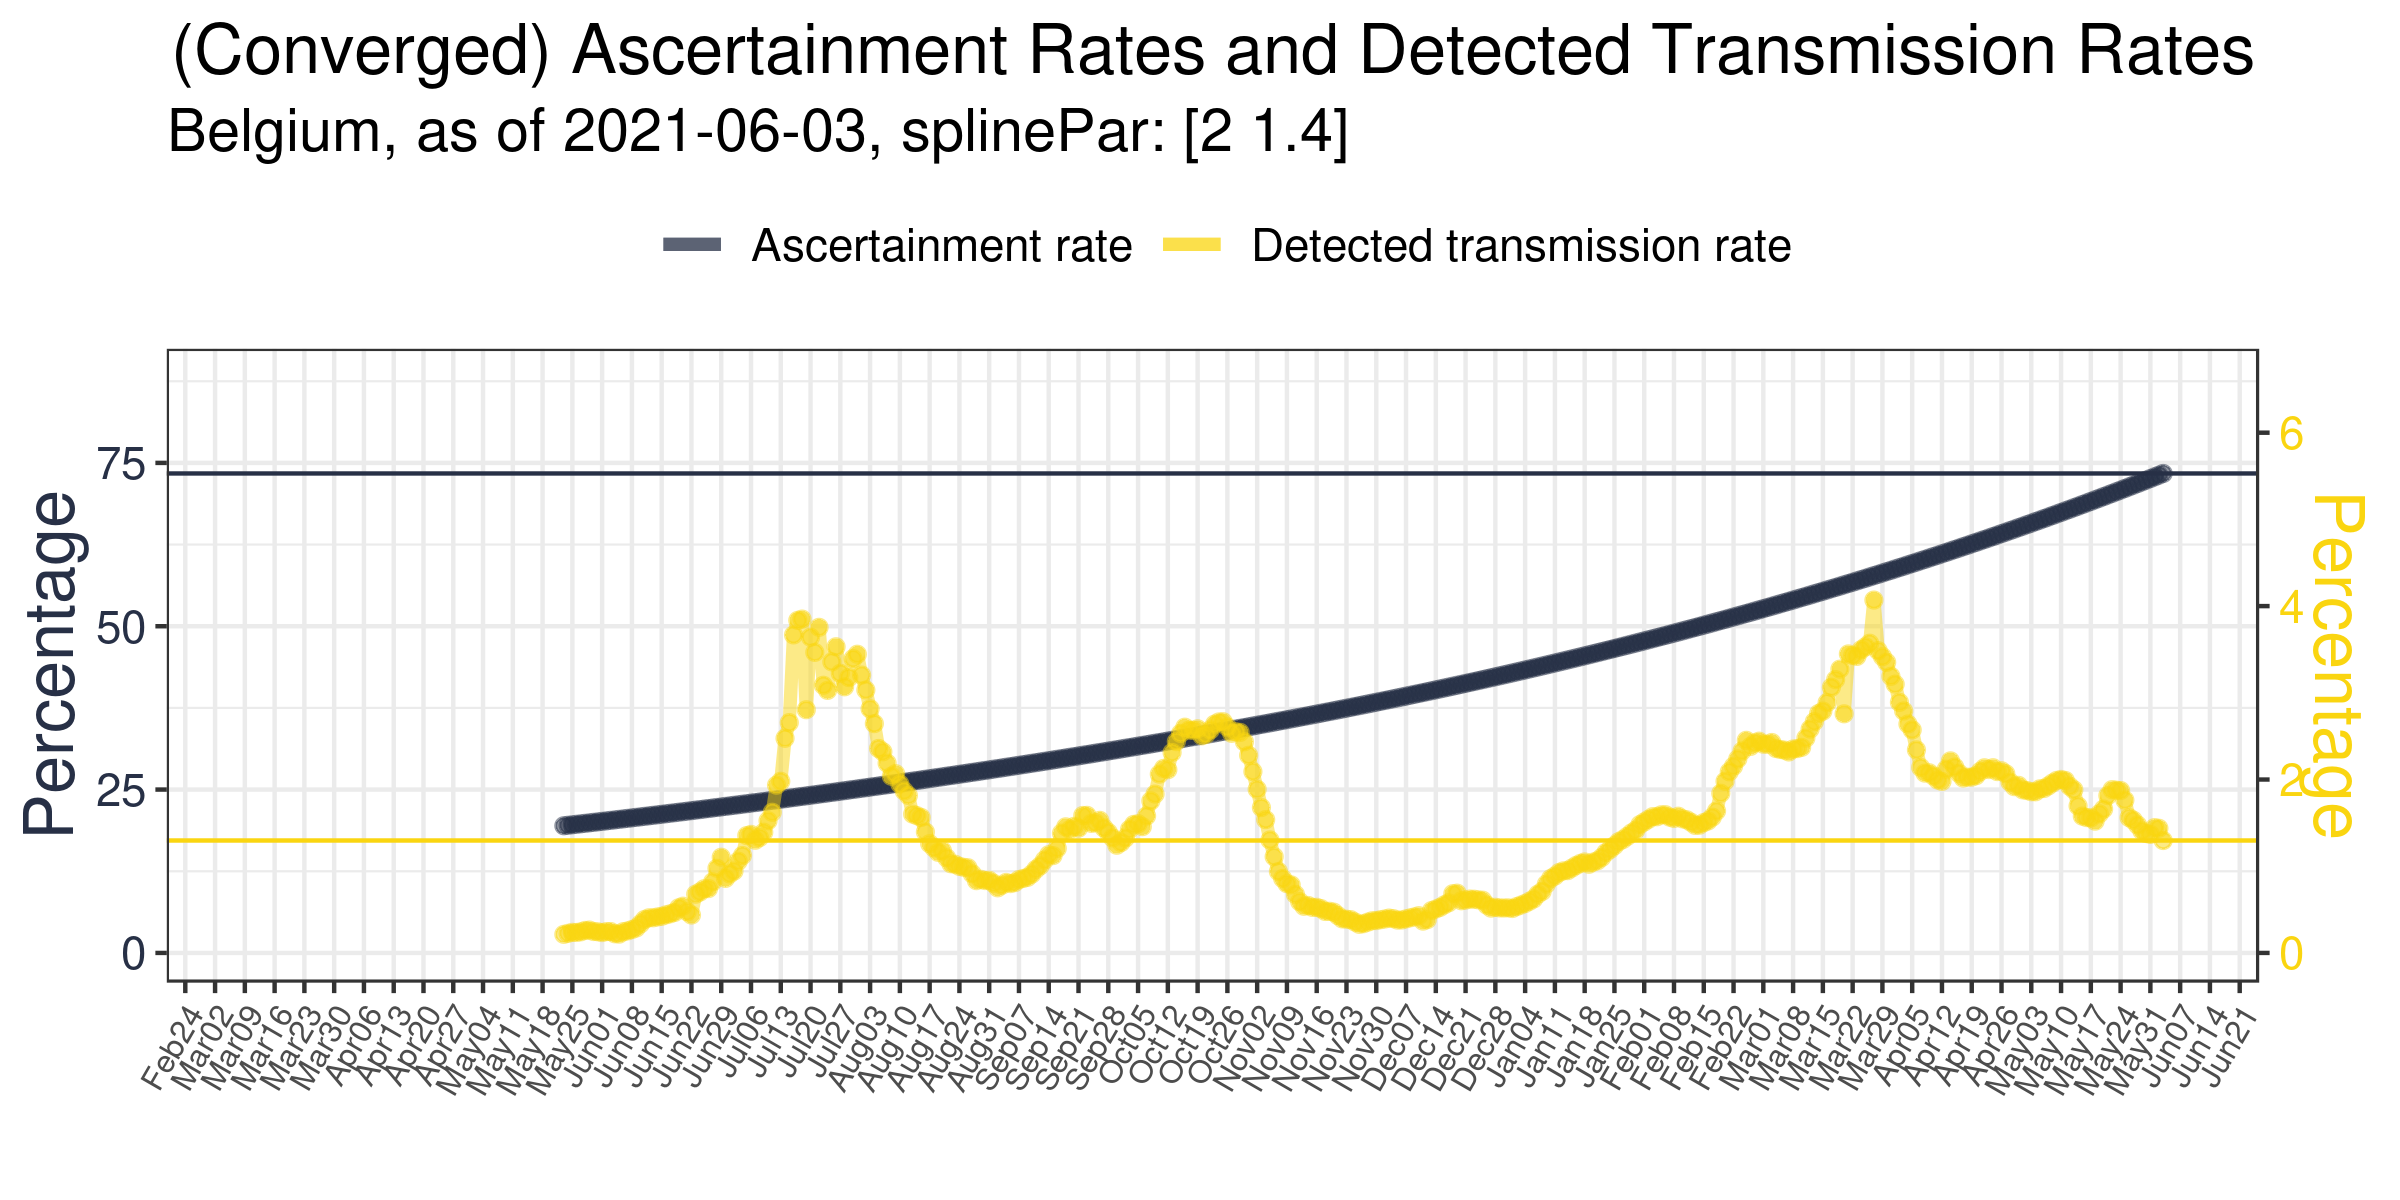 (Converged) Ascertainment Rates and Detected Transmission Rates
Belgium, as of 2021-06-03, splinePar: [2 1.4]
Ascertainment rate Detected transmission rate
Percentage
75
50
25
0
6
4
2
0
Percentage
Feb24 Mar02 Mar09 Mar16 Mar23 Mar30 Apr06 Apr13 Apr20 Apr27 May04 May11 May18 May25 Jun01 Jun08 Jun15 Jun22 Jun29 Jul06 Jul13 Jul20 Jul27 Aug03 Aug10 Aug17 Aug24 Aug31 Sep07 Sep14 Sep21 Sep28 Oct05 Oct12 Oct19 Oct26 Nov02 Nov09 Nov16 Nov23 Nov30 Dec07 Dec14 Dec21 Dec28 Jan04 Jan11 Jan18 Jan25 Feb01 Feb08 Feb15 Feb22 Mar01 Mar08 Mar15 Mar22 Mar29 Apr05 Apr12 Apr19 Apr26 May03 May10 May17 May24 May31 Jun07 Jun14 Jun21